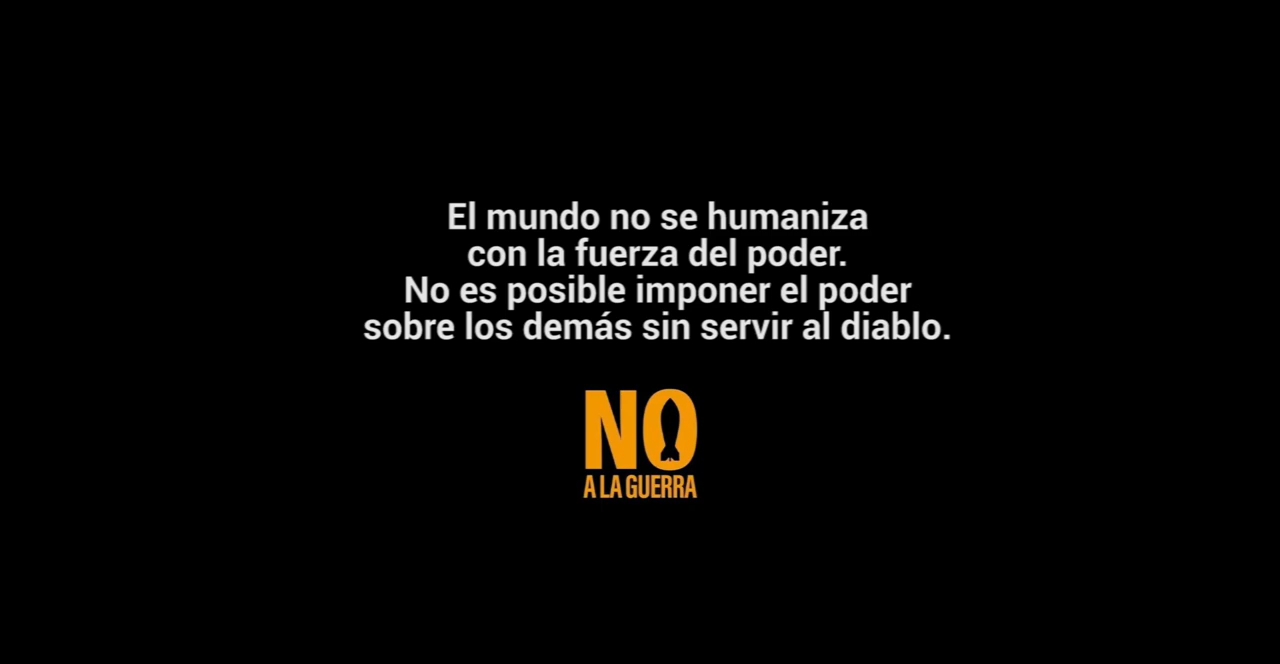 El mundo no se humaniza
con la fuerza del poder.
No es posible imponer el poder
sobre los demás sin servir al diablo.
NO
A LA GUERRA